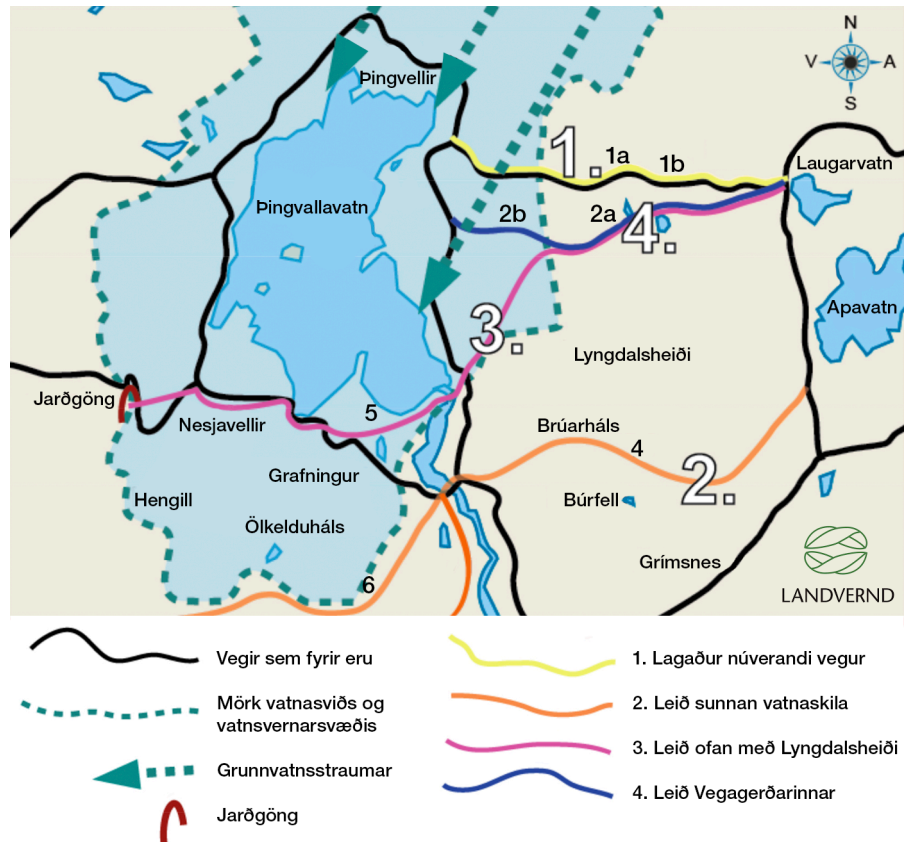 N
V
A
S
Þingvellir
1.
1a
1b
Laugarvatn
Þingvallavatn
2b
2a
4.
Apavatn
3.
Lyngdalsheiði
Jarðgöng
5
Nesjavellir
Brúarháls
4
2.
Grafningur
Hengill
Búrfell
Ölkelduháls
Grímsnes
6
LANDVERND
Vegir sem fyrir eru
Mörk vatnasviðs og
vatnsvernarsvæðis
Grunnvatnsstraumar
Jarðgöng
1. Lagaður núverandi vegur
2. Leið sunnan vatnaskila
3. Leið ofan með Lyngdalsheiði
4. Leið Vegagerðarinnar